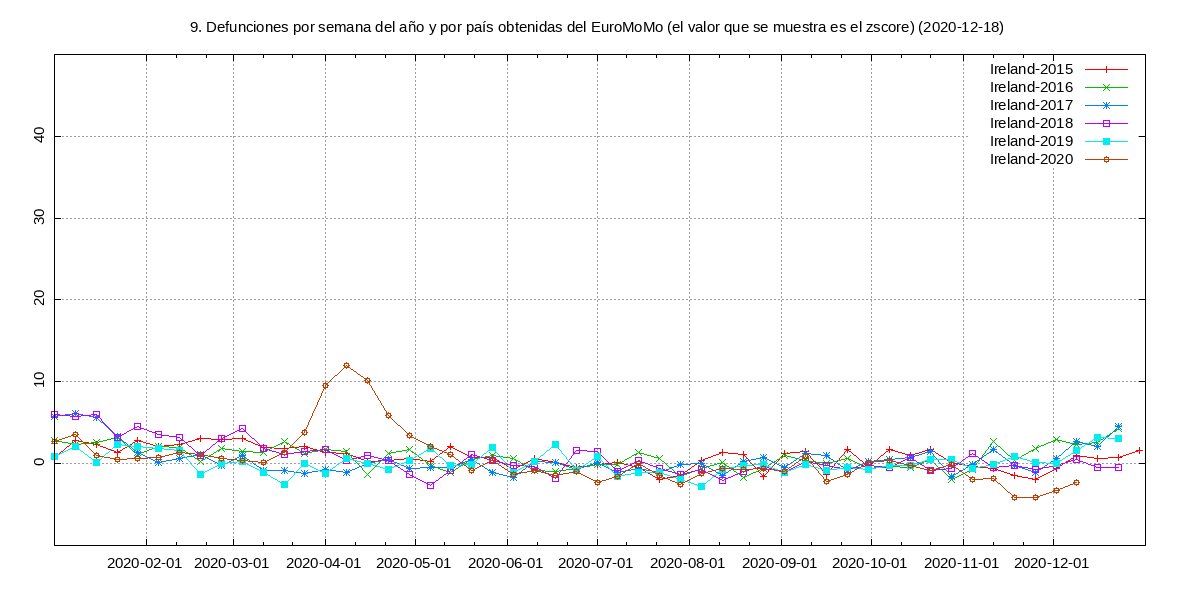 9. Defunciones por semana del año y por país obtenidas del EuroMoMo (el valor que se muestra es el zscore) (2020-12-18)
Ireland-2015
Ireland-2016
Ireland-2017
Ireland-2018
Ireland-2019
Ireland-2020
40
30
20
10
0
2020-02-01 2020-03-01 2020-04-01 2020-05-01 2020-06-01 2020-07-01 2020-08-01 2020-09-01 2020-10-01 2020-11-01 2020-12-01